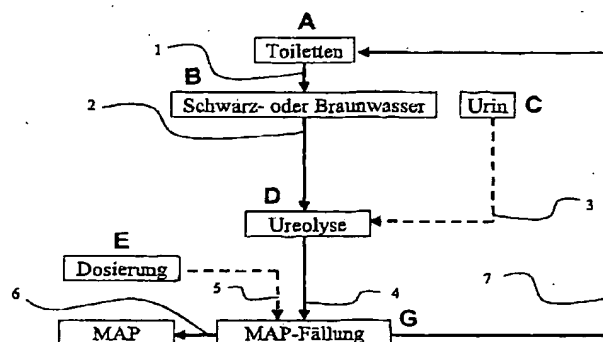 A
1
Toiletten
B
2
Schwarz- oder Braunwasser
Urin
C
D
Ureolyse
3
E
Dosierung
6
5
4
7
MAP
MAP-Fällung
G